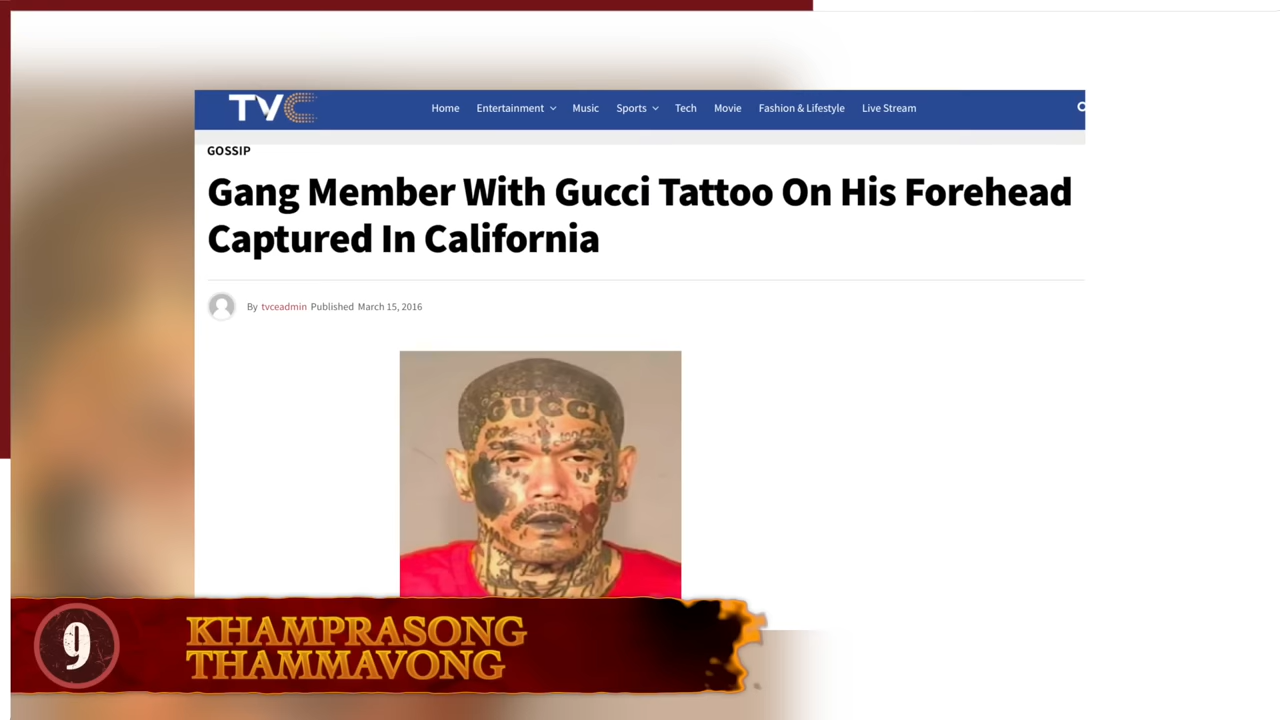 TVC
Home Entertainment Music Sports Tech Movie Fashion & Lifestyle Live Stream
GOSSIP
Gang Member With Gucci Tattoo On His Forehead
Captured In California
By tvceadmin Published March 15, 2016
GUCCI
9
KHAMPRASONG
THAMMAVONG